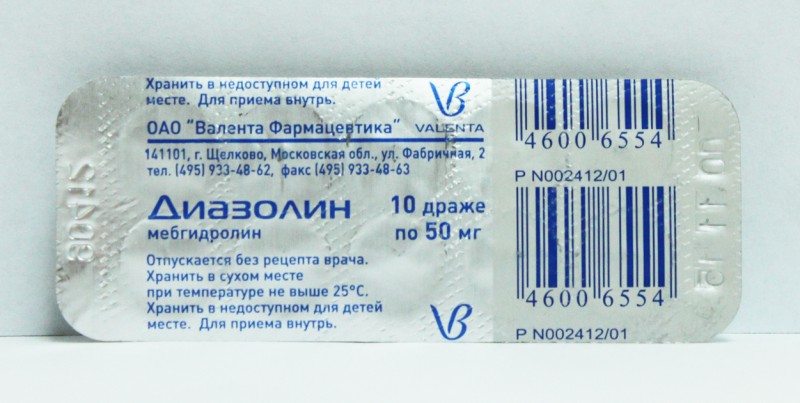 Хранить в недоступном для детей
месте. Для приема внутрь.
ОАО "Валента Фармацевтика"
VALENTA
141101, г. Щелково, Московская обл., ул. Фабричная, 2
тел. (495) 933-48-62, факс (495) 933-48-63
Диазолин
мебгидролин
10 драже
по 50 мг
Отпускается без рецепта врача.
Хранить в сухом месте
при температуре не выше 25°С.
Хранить в недоступном для детей
месте. Для приема внутрь.
4600 6554
P N002412/01
4600 6554
P N002412/01